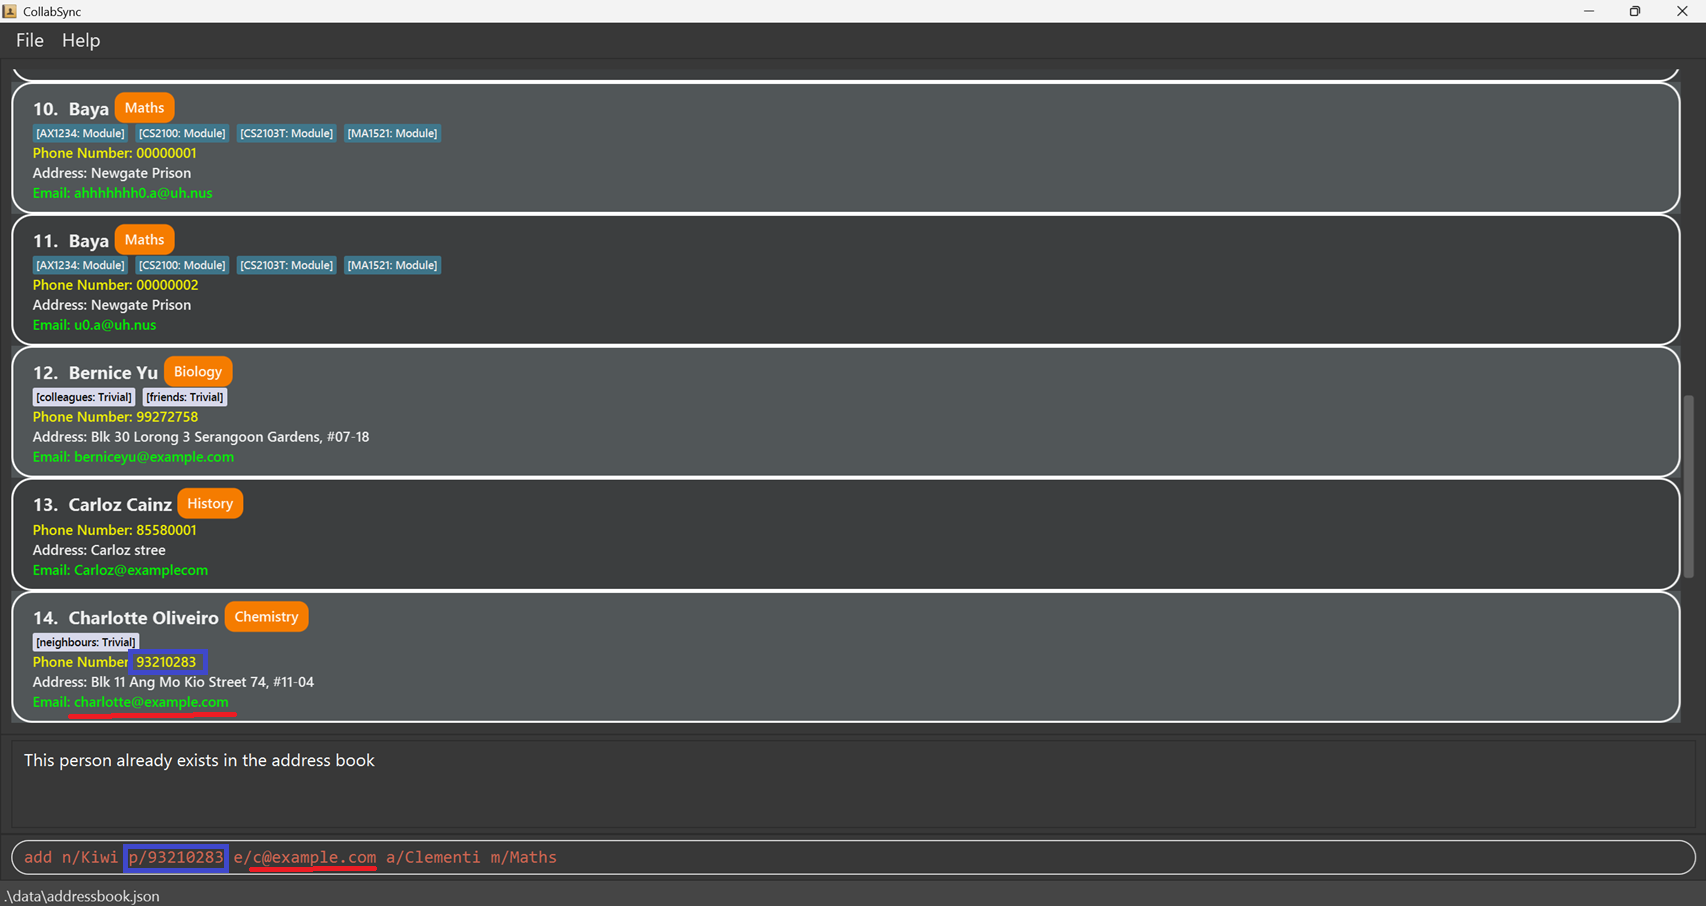 CollabSync
File Help
10. Baya Maths
[AX1234: Module] [CS2100: Module] [CS2103T: Module] [MA1521: Module]
Phone Number: 00000001
Address: Newgate Prison
Email: ahhhhhhh0.a@uh.nus
11. Baya Maths
[AX1234: Module] [CS2100: Module] [CS2103T: Module] [MA1521: Module]
Phone Number: 00000002
Address: Newgate Prison
Email: u0.a@uh.nus
12. Bernice Yu Biology
[colleagues: Trivial] [friends: Trivial]
Phone Number: 99272758
Address: Blk 30 Lorong 3 Serangoon Gardens, #07-18
Email: berniceyu@example.com
13. Carloz Cainz History
Phone Number: 85580001
Address: Carloz stree
Email: Carloz@examplecom
14. Charlotte Oliveiro Chemistry
[neighbours: Trivial]
Phone Number 93210283
Address: Blk 11 Ang Mo Kio Street 74, #11-04
Email: charlotte@example.com
This person already exists in the address book
add n/Kiwi p/93210283 e/c@example.com a/Clementi m/Maths
.\data\addressbook.json